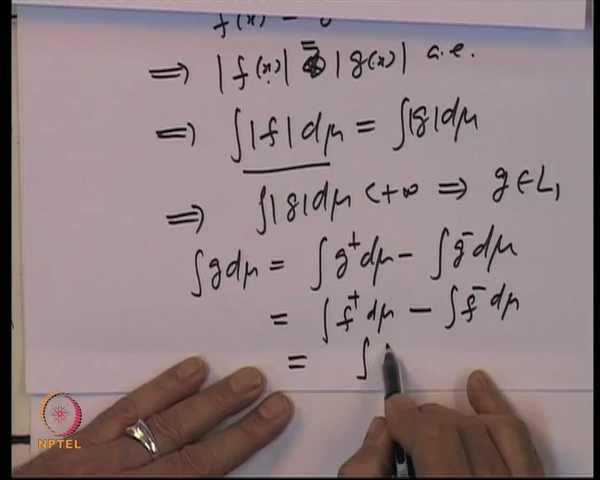 ⟹ |f(x)| = |g(x)| a.e.
⟹ ∫|f| dμ = ∫|g| dμ
⟹ ∫|g| dμ < +∞ ⟹ g ∈ L₁
∫g dμ = ∫g⁺ dμ − ∫g⁻ dμ
= ∫f⁺ dμ − ∫f⁻ dμ
= ∫
NPTEL